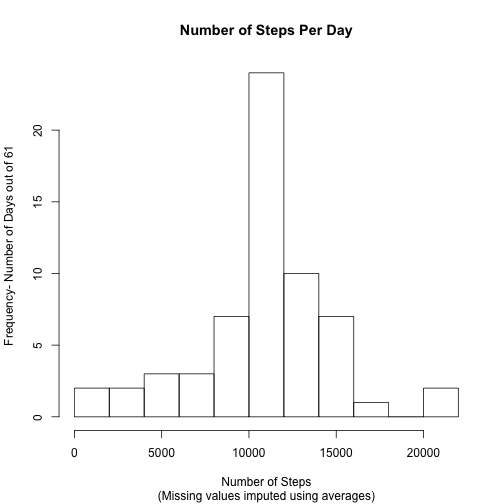 Number of Steps Per Day
Frequency- Number of Days out of 61
20
15
10
5
0
0 5000 10000 15000 20000
Number of Steps
(Missing values imputed using averages)